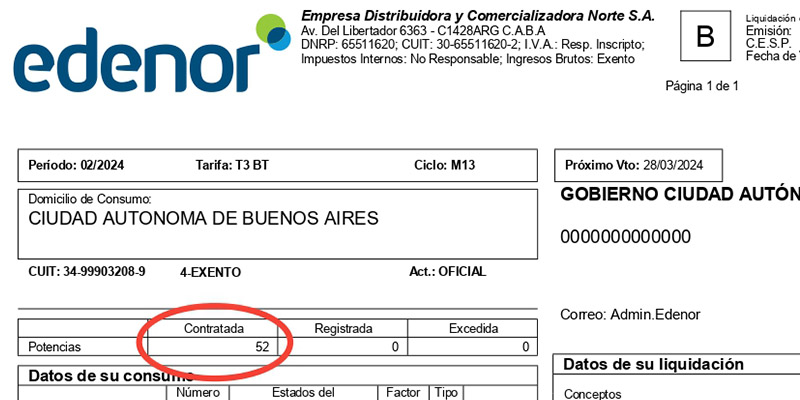 edenor
Empresa Distribuidora y Comercializadora Norte S.A.
Av. Del Libertador 6363 - C1428ARG C.A.B.A
DNRP: 65511620; CUIT: 30-65511620-2; I.V.A.: Resp. Inscripto;
Impuestos Internos: No Responsable; Ingresos Brutos: Exento
B
Liquidación
Emisión:
C.E.S.P.
Fecha de
Página 1 de 1
Período: 02/2024 Tarifa: T3 BT Ciclo: M13
Próximo Vto: 28/03/2024
Domicilio de Consumo:
CIUDAD AUTONOMA DE BUENOS AIRES
GOBIERNO CIUDAD AUTÓN
0000000000000
CUIT: 34-99903208-9 4-EXENTO Act.: OFICIAL
Correo: Admin.Edenor
Contratada Registrada Excedida
Potencias 52 0 0
Datos de su consumo
Número Estados del Factor Tipo
Datos de su liquidación
Conceptos